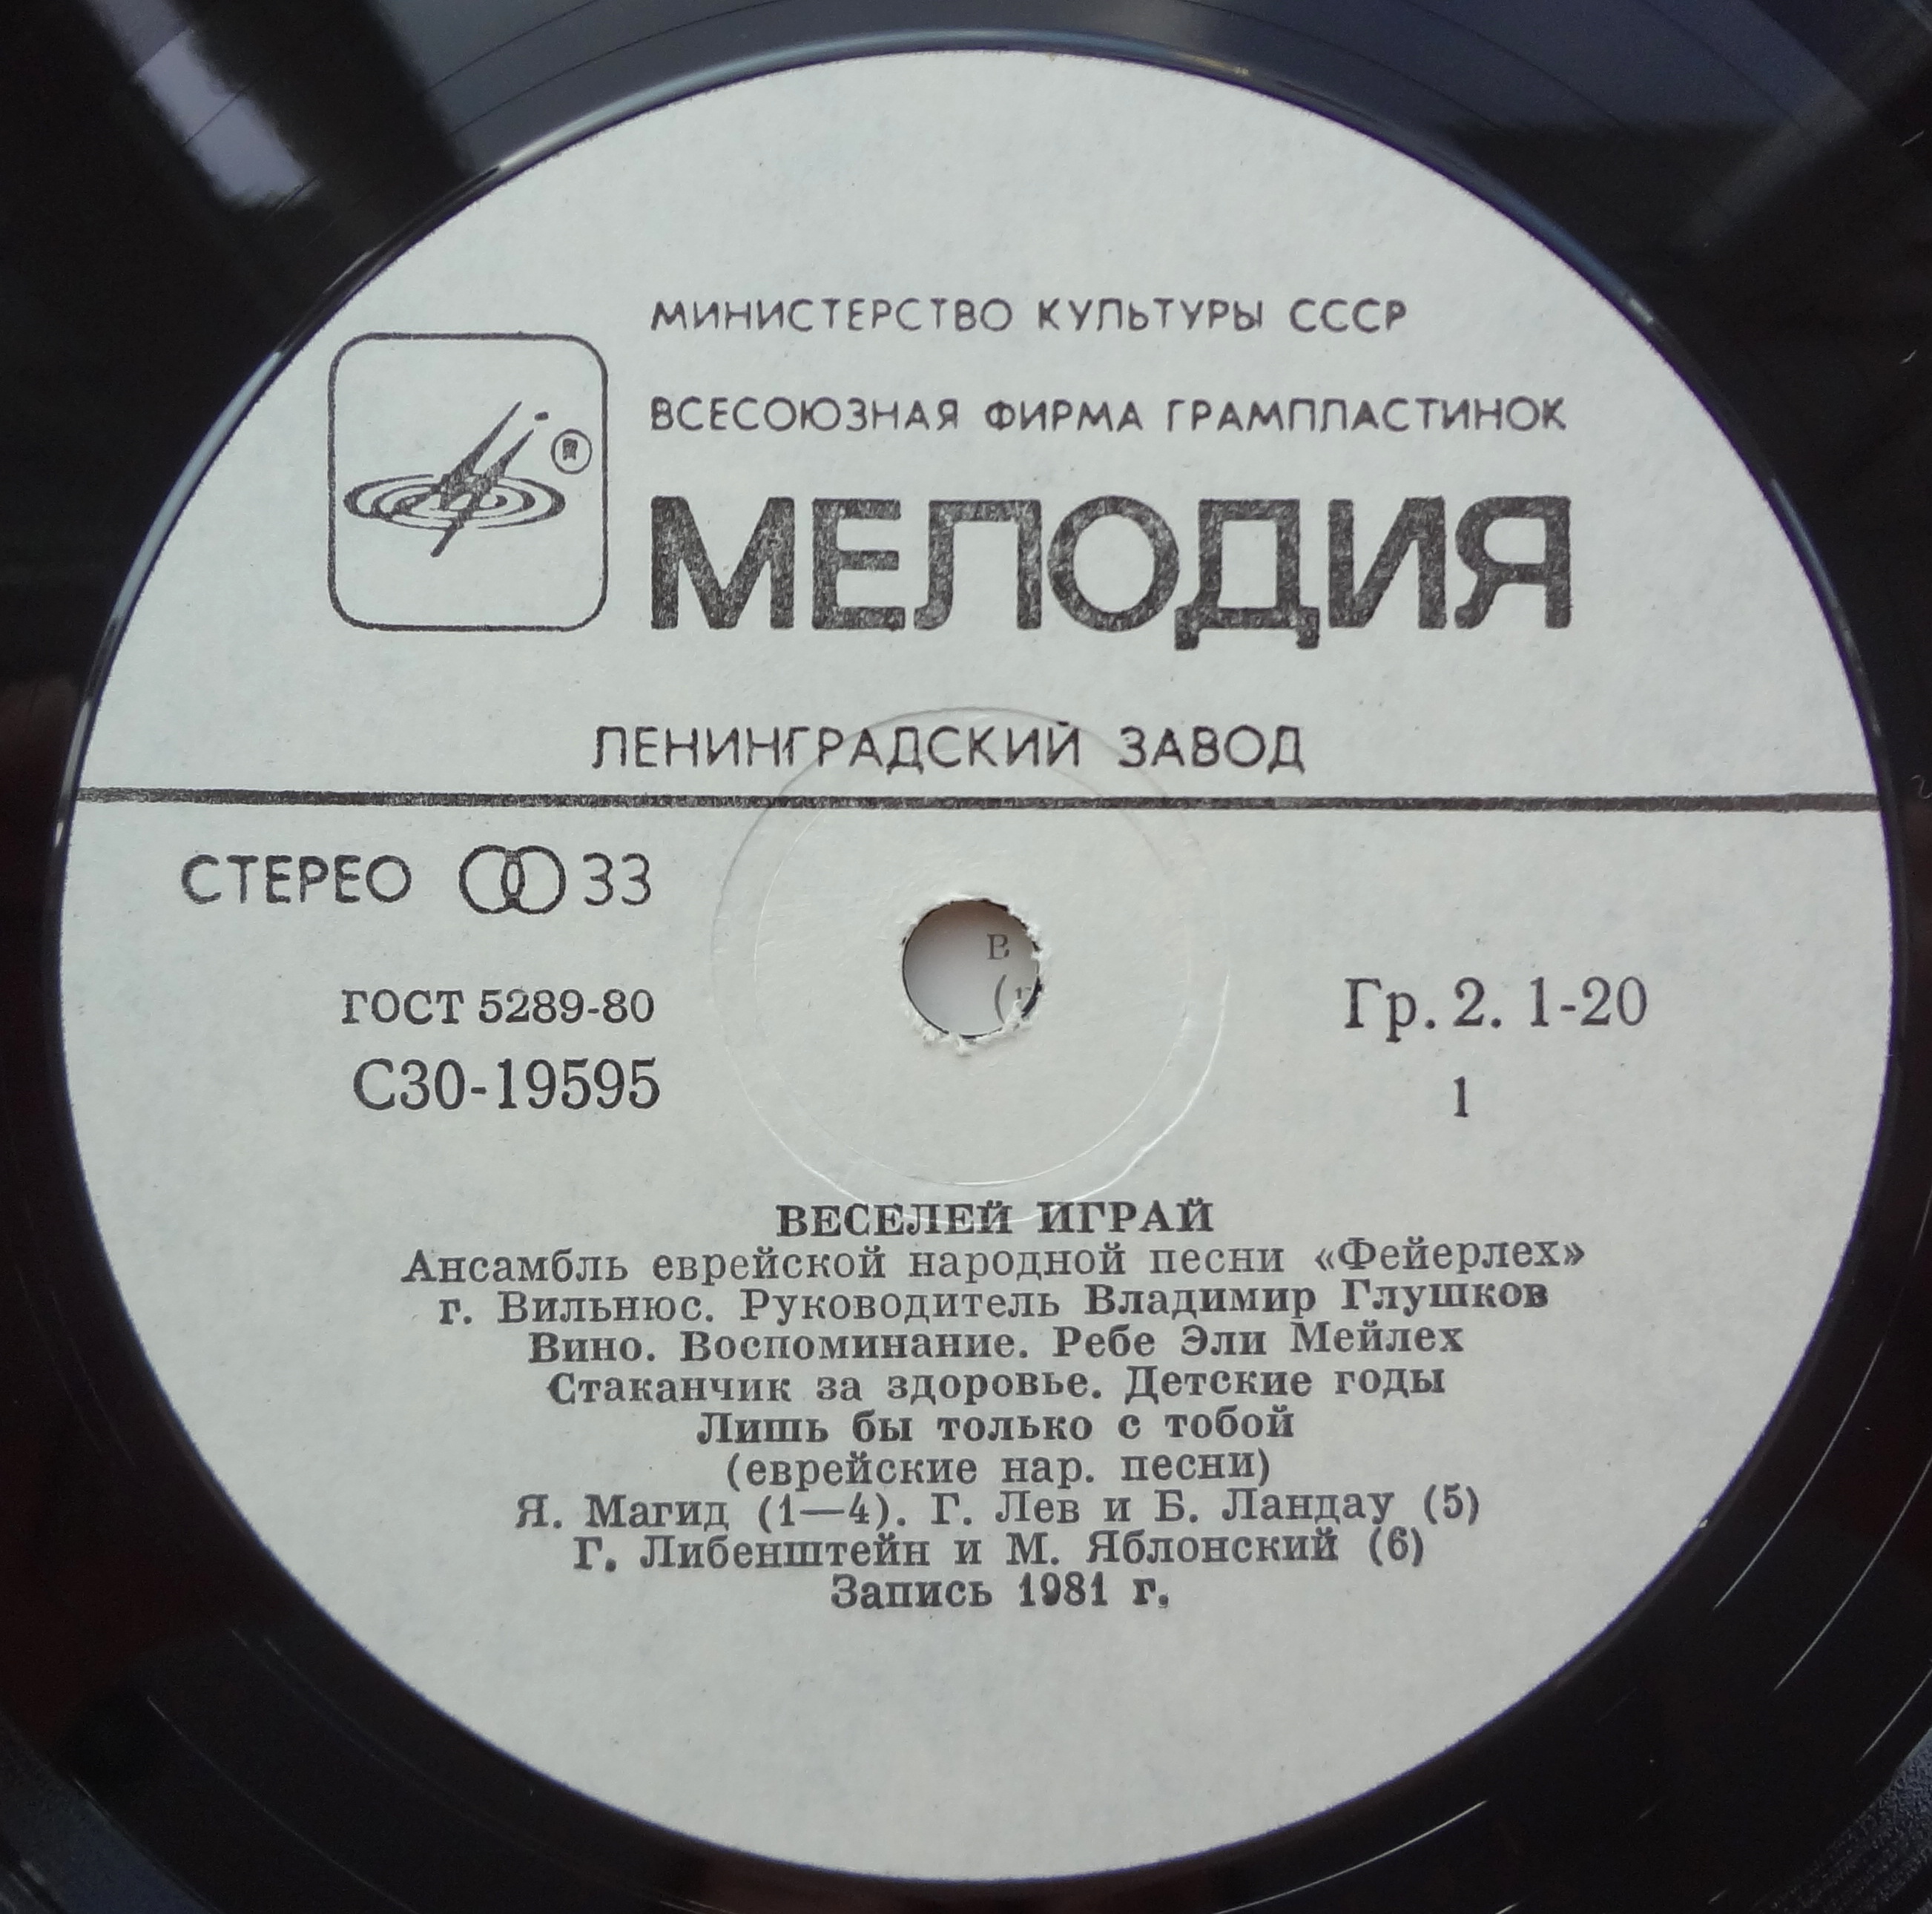 МИНИСТЕРСТВО КУЛЬТУРЫ СССР
ВСЕСОЮЗНАЯ ФИРМА ГРАМПЛАСТИНОК
®
МЕЛОДИЯ
ЛЕНИНГРАДСКИЙ ЗАВОД
СТЕРЕО 33
ГОСТ 5289-80
Гр. 2. 1-20
С30-19595
1
ВЕСЕЛЕЙ ИГРАЙ
Ансамбль еврейской народной песни «Фейерлех»
г. Вильнюс. Руководитель Владимир Глушков
Вино. Воспоминание. Ребе Эли Мейлех
Стаканчик за здоровье. Детские годы
Лишь бы только с тобой
(еврейские нар. песни)
Я. Магид (1—4). Г. Лев и Б. Ландау (5)
Г. Либенштейн и М. Яблонский (6)
Запись 1981 г.